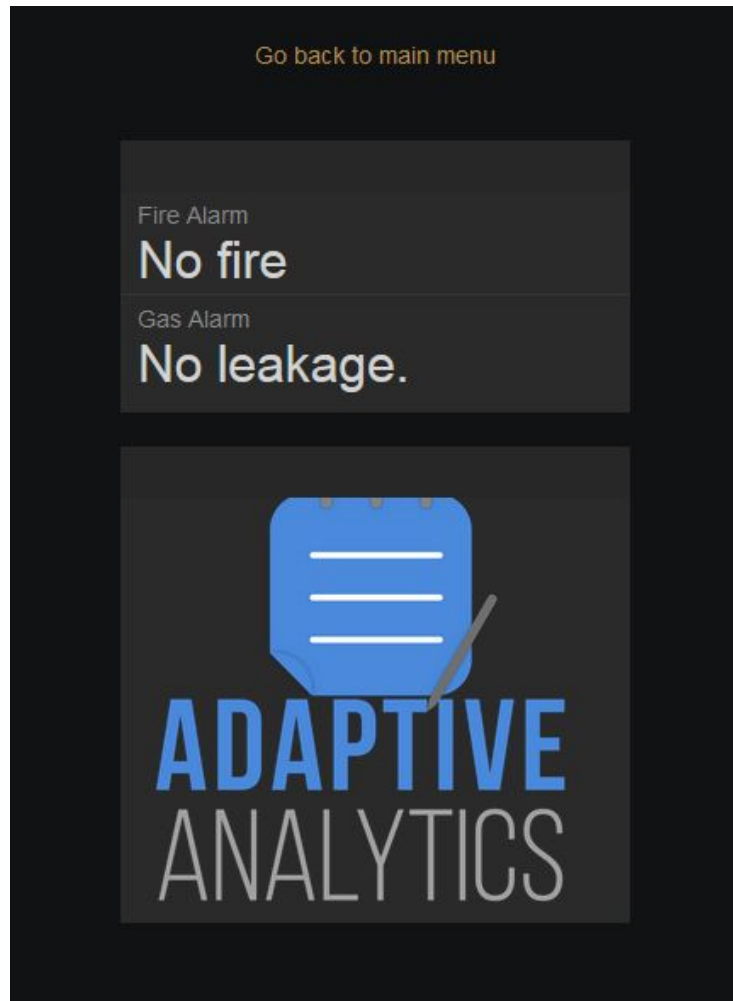 Go back to main menu
Fire Alarm
No fire
Gas Alarm
No leakage.
ADAPTIVE
ANALYTICS